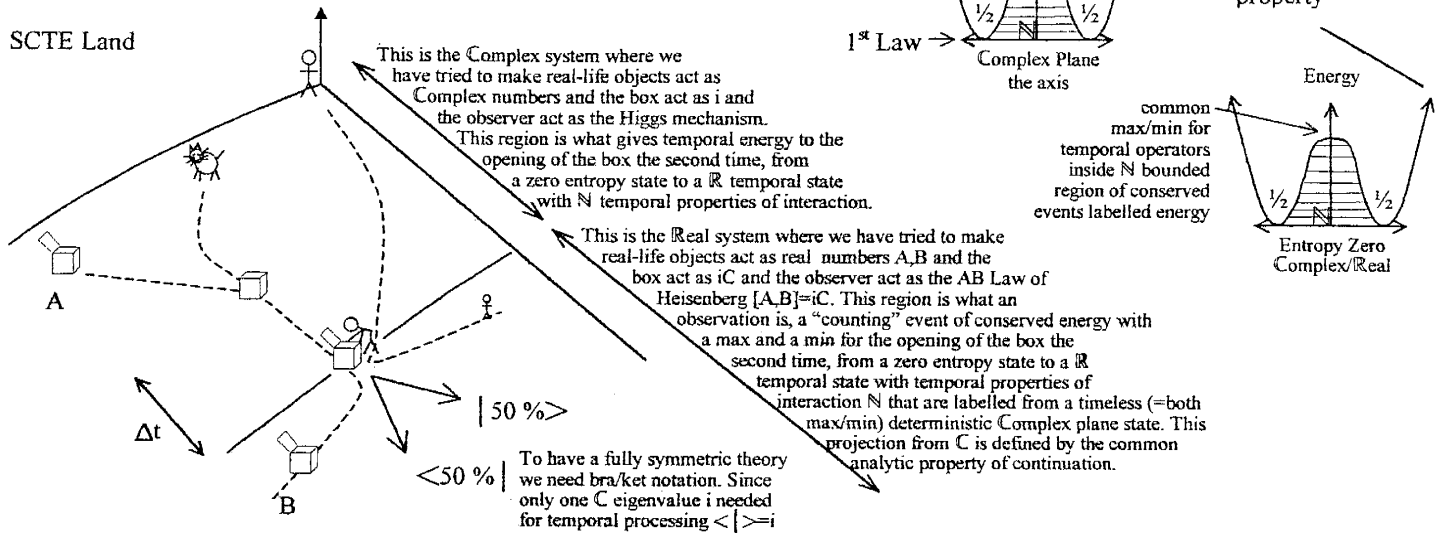 SCTE Land
This is the ℂomplex system where we
have tried to make real-life objects act as
ℂomplex numbers and the box act as i and
the observer act as the Higgs mechanism.
This region is what gives temporal energy to the
opening of the box the second time, from
a zero entropy state to a ℝ temporal state
with ℕ temporal properties of interaction.
This is the ℝeal system where we have tried to make
real-life objects act as real numbers A,B and the
box act as iC and the observer act as the AB Law of
Heisenberg [A,B]=iC. This region is what an
observation is, a “counting” event of conserved energy with
a max and a min for the opening of the box the
second time, from a zero entropy state to a ℝ
temporal state with temporal properties of
interaction ℕ that are labelled from a timeless (=both
max/min) deterministic ℂomplex plane state. This
projection from ℂ is defined by the common
analytic property of continuation.
A
Δt
B
| 50 %>
<50 % |
To have a fully symmetric theory
we need bra/ket notation. Since
only one ℂ eigenvalue i needed
for temporal processing < | >=i
½ ½
1st Law
ℕ
Complex Plane
the axis
property
Energy
common
max/min for
temporal operators
inside ℕ bounded
region of conserved
events labelled energy
½ ½
ℕ
Entropy Zero
ℂomplex/ℝeal